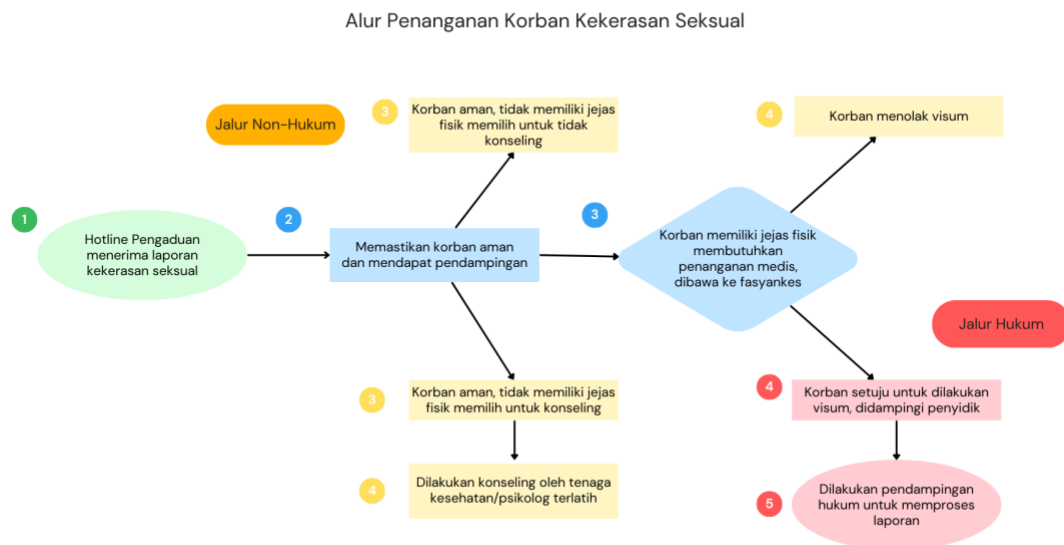 Alur Penanganan Korban Kekerasan Seksual
Jalur Non-Hukum
3
Korban aman, tidak memiliki jejas
fisik memilih untuk tidak
konseling
4
Korban menolak visum
1
Hotline Pengaduan
menerima laporan
kekerasan seksual
2
Memastikan korban aman
dan mendapat pendampingan
3
Korban memiliki jejas fisik
membutuhkan
penanganan medis,
dibawa ke fasyankes
Jalur Hukum
3
Korban aman, tidak memiliki jejas
fisik memilih untuk konseling
4
Korban setuju untuk dilakukan
visum, didampingi penyidik
4
Dilakukan konseling oleh tenaga
kesehatan/psikolog terlatih
5
Dilakukan pendampingan
hukum untuk memproses
laporan